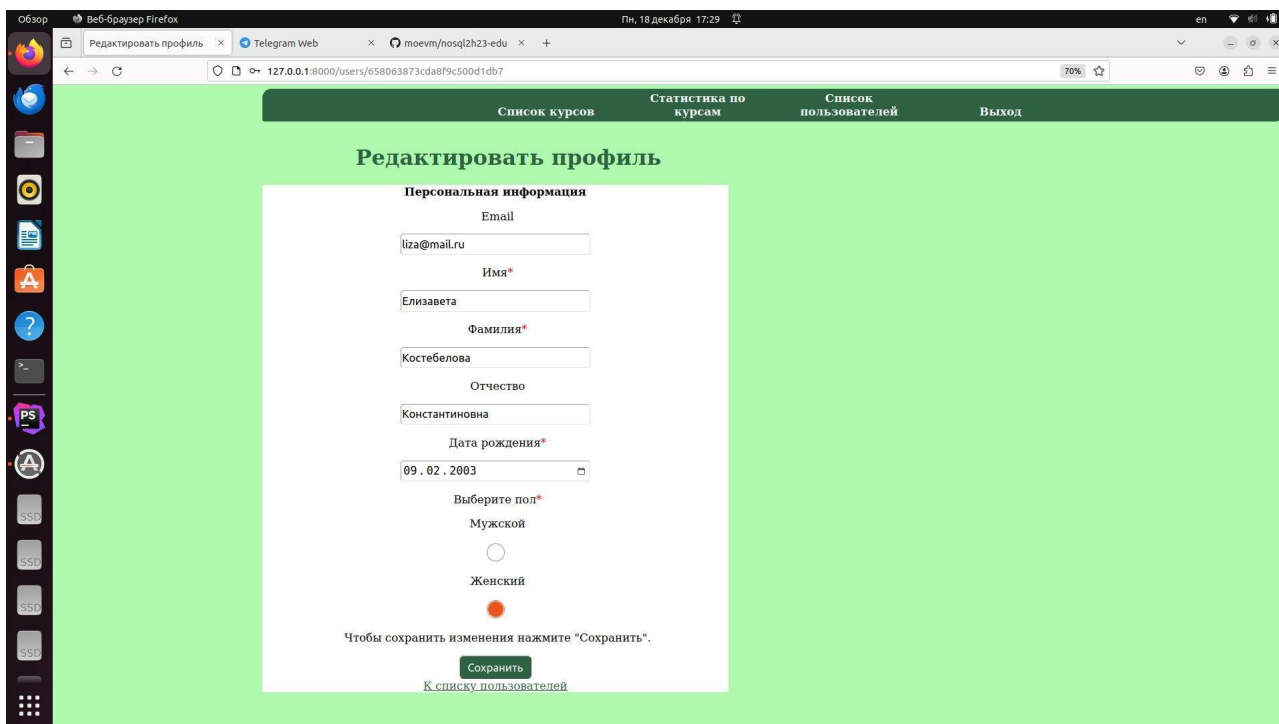 Обзор Веб-браузер Firefox Пн, 18 декабря 17:29 en
Редактировать профиль × Telegram Web × moevm/nosql2h23-edu × +
127.0.0.1:8000/users/658063873cda8f9c500d1db7 70%
Список курсов Статистика по курсам Список пользователей Выход
Редактировать профиль
Персональная информация
Email
liza@mail.ru
Имя*
Елизавета
Фамилия*
Костебелова
Отчество
Константиновна
Дата рождения*
09.02.2003
Выберите пол*
Мужской
Женский
Чтобы сохранить изменения нажмите "Сохранить".
Сохранить
К списку пользователей
PS
SSD
SSD
SSD
SSD